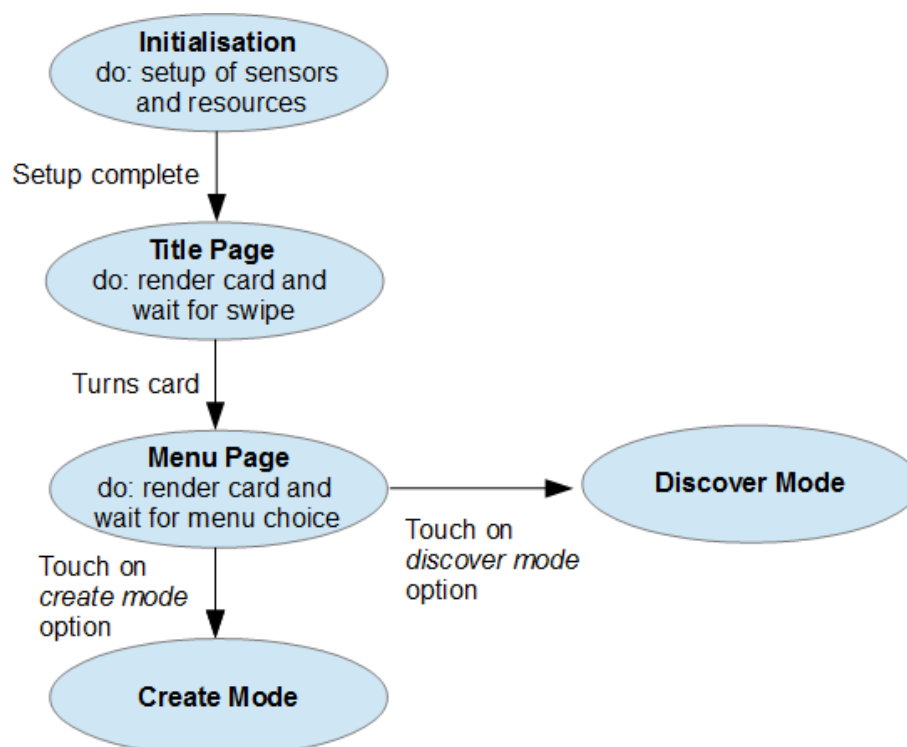 Initialisation
do: setup of sensors
and resources
Setup complete
Title Page
do: render card and
wait for swipe
Turns card
Menu Page
do: render card and
wait for menu choice
Discover Mode
Touch on
discover mode
option
Touch on
create mode
option
Create Mode